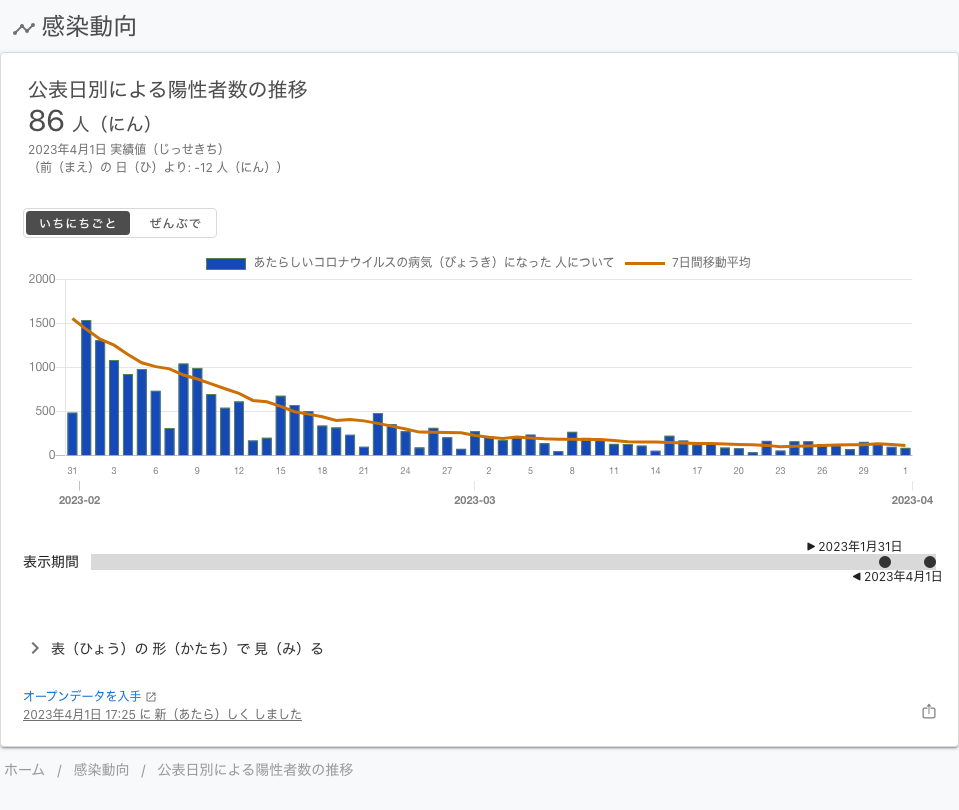 感染動向
公表日別による陽性者数の推移
86 人（にん）
2023年4月1日 実績値（じっせきち）
（前（まえ）の 日（ひ）より: -12 人（にん））
いちにちごと ぜんぶで
あたらしいコロナウイルスの病気（びょうき）になった 人について 7日間移動平均
2000
1500
1000
500
0
31 3 6 9 12 15 18 21 24 27 2 5 8 11 14 17 20 23 26 29 1
2023-02 2023-03 2023-04
▶ 2023年1月31日
表示期間
◀ 2023年4月1日
表（ひょう）の 形（かたち）で 見（み）る
オープンデータを入手
2023年4月1日 17:25 に 新（あたら）しく しました
ホーム / 感染動向 / 公表日別による陽性者数の推移